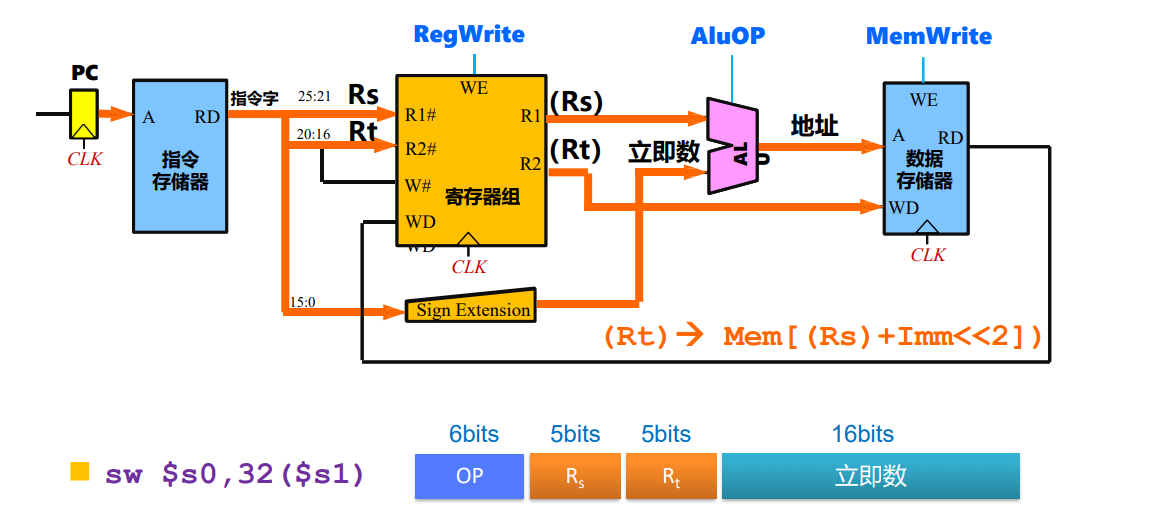 RegWrite
AluOP
MemWrite
PC
CLK
A
RD
指令
存储器
指令字
25:21
Rs
20:16
Rt
15:0
WE
R1#
R1
R2#
R2
W#
寄存器组
WD
WD
CLK
Sign Extension
(Rs)
(Rt)
立即数
ALU
地址
WE
A
RD
数据
存储器
WD
CLK
(Rt)→ Mem[(Rs)+Imm<<2])
6bits
5bits
5bits
16bits
sw $s0,32($s1)
OP
Rs
Rt
立即数